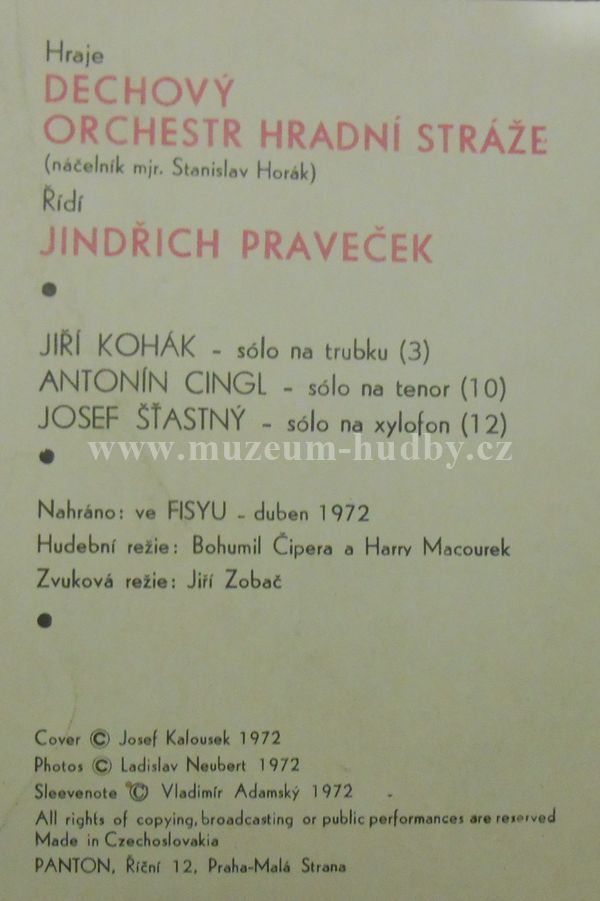 Hraje
DECHOVÝ
ORCHESTR HRADNÍ STRÁŽE
(náčelník mjr. Stanislav Horák)
Řídí
JINDŘICH PRAVEČEK
JIŘÍ KOHÁK - sólo na trubku (3)
ANTONÍN CINGL - sólo na tenor (10)
JOSEF ŠŤASTNÝ - sólo na xylofon (12)
www.muzeum-hudby.cz
Nahráno: ve FISYU - duben 1972
Hudební režie: Bohumil Čipera a Harry Macourek
Zvuková režie: Jiří Zobač
Cover © Josef Kalousek 1972
Photos © Ladislav Neubert 1972
Sleevenote © Vladimír Adamský 1972
All rights of copying, broadcasting or public performances are reserved
Made in Czechoslovakia
PANTON, Říční 12, Praha-Malá Strana